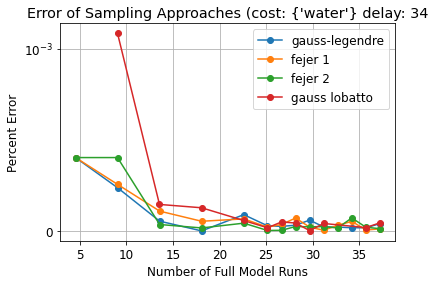 Error of Sampling Approaches (cost: {'water'} delay: 34
gauss-legendre
fejer 1
fejer 2
gauss lobatto
Percent Error
10⁻³
0
5 10 15 20 25 30 35
Number of Full Model Runs